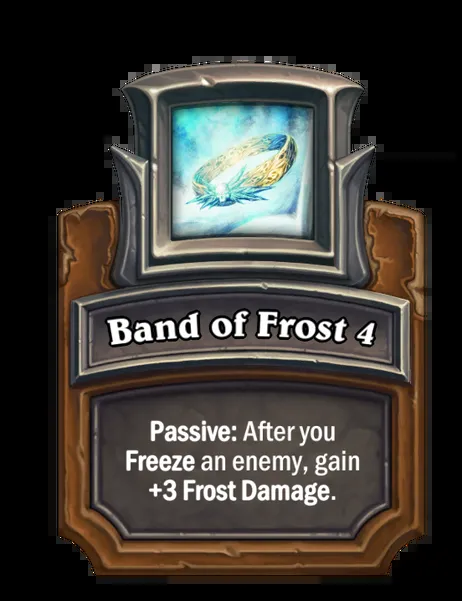 Band of Frost 4
Passive: After you
Freeze an enemy, gain
+3 Frost Damage.